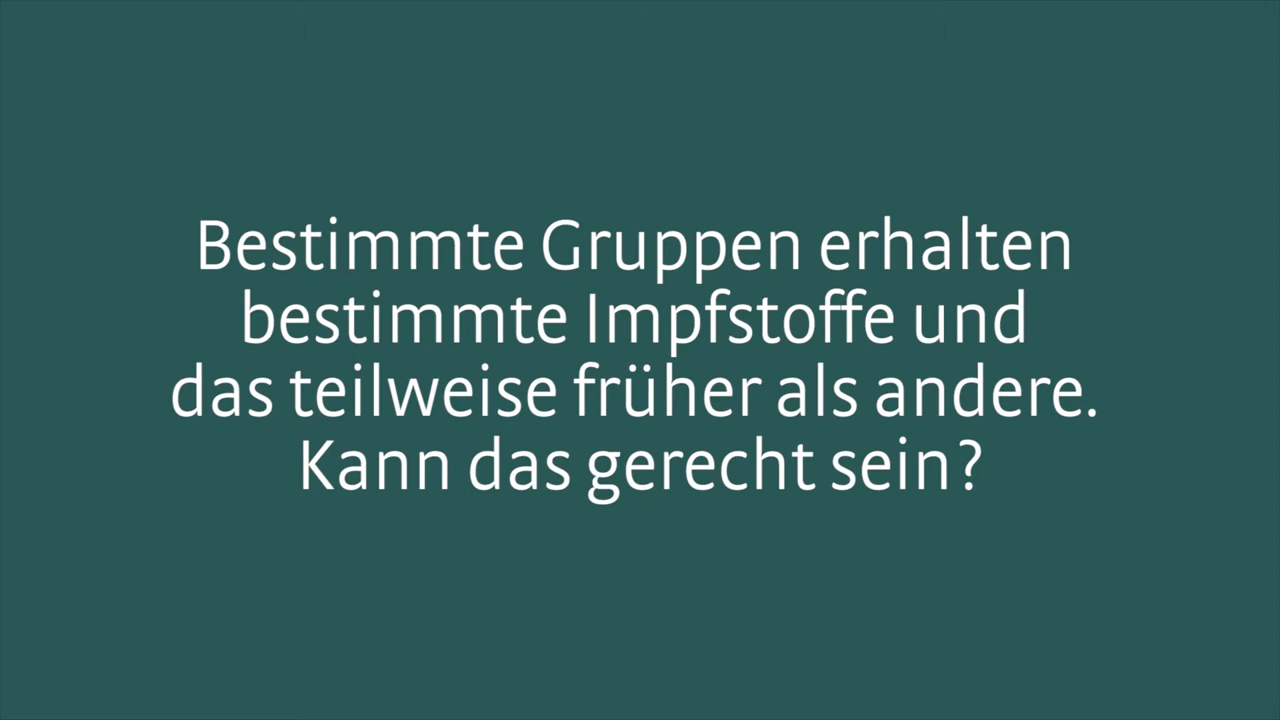 Bestimmte Gruppen erhalten
bestimmte Impfstoffe und
das teilweise früher als andere.
Kann das gerecht sein?